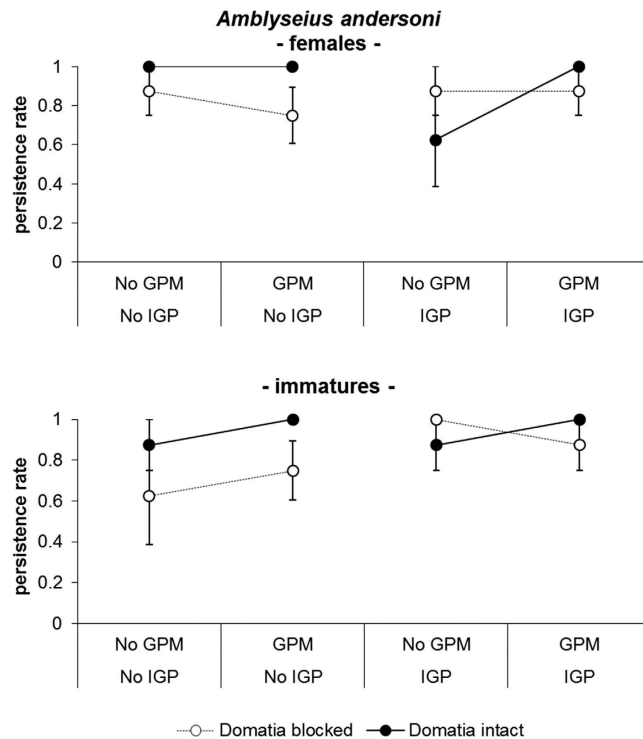 Amblyseius andersoni
- females -
persistence rate
1
0.8
0.6
0.4
0.2
0
No GPM GPM No GPM GPM
No IGP No IGP IGP IGP
- immatures -
persistence rate
1
0.8
0.6
0.4
0.2
0
No GPM GPM No GPM GPM
No IGP No IGP IGP IGP
Domatia blocked Domatia intact